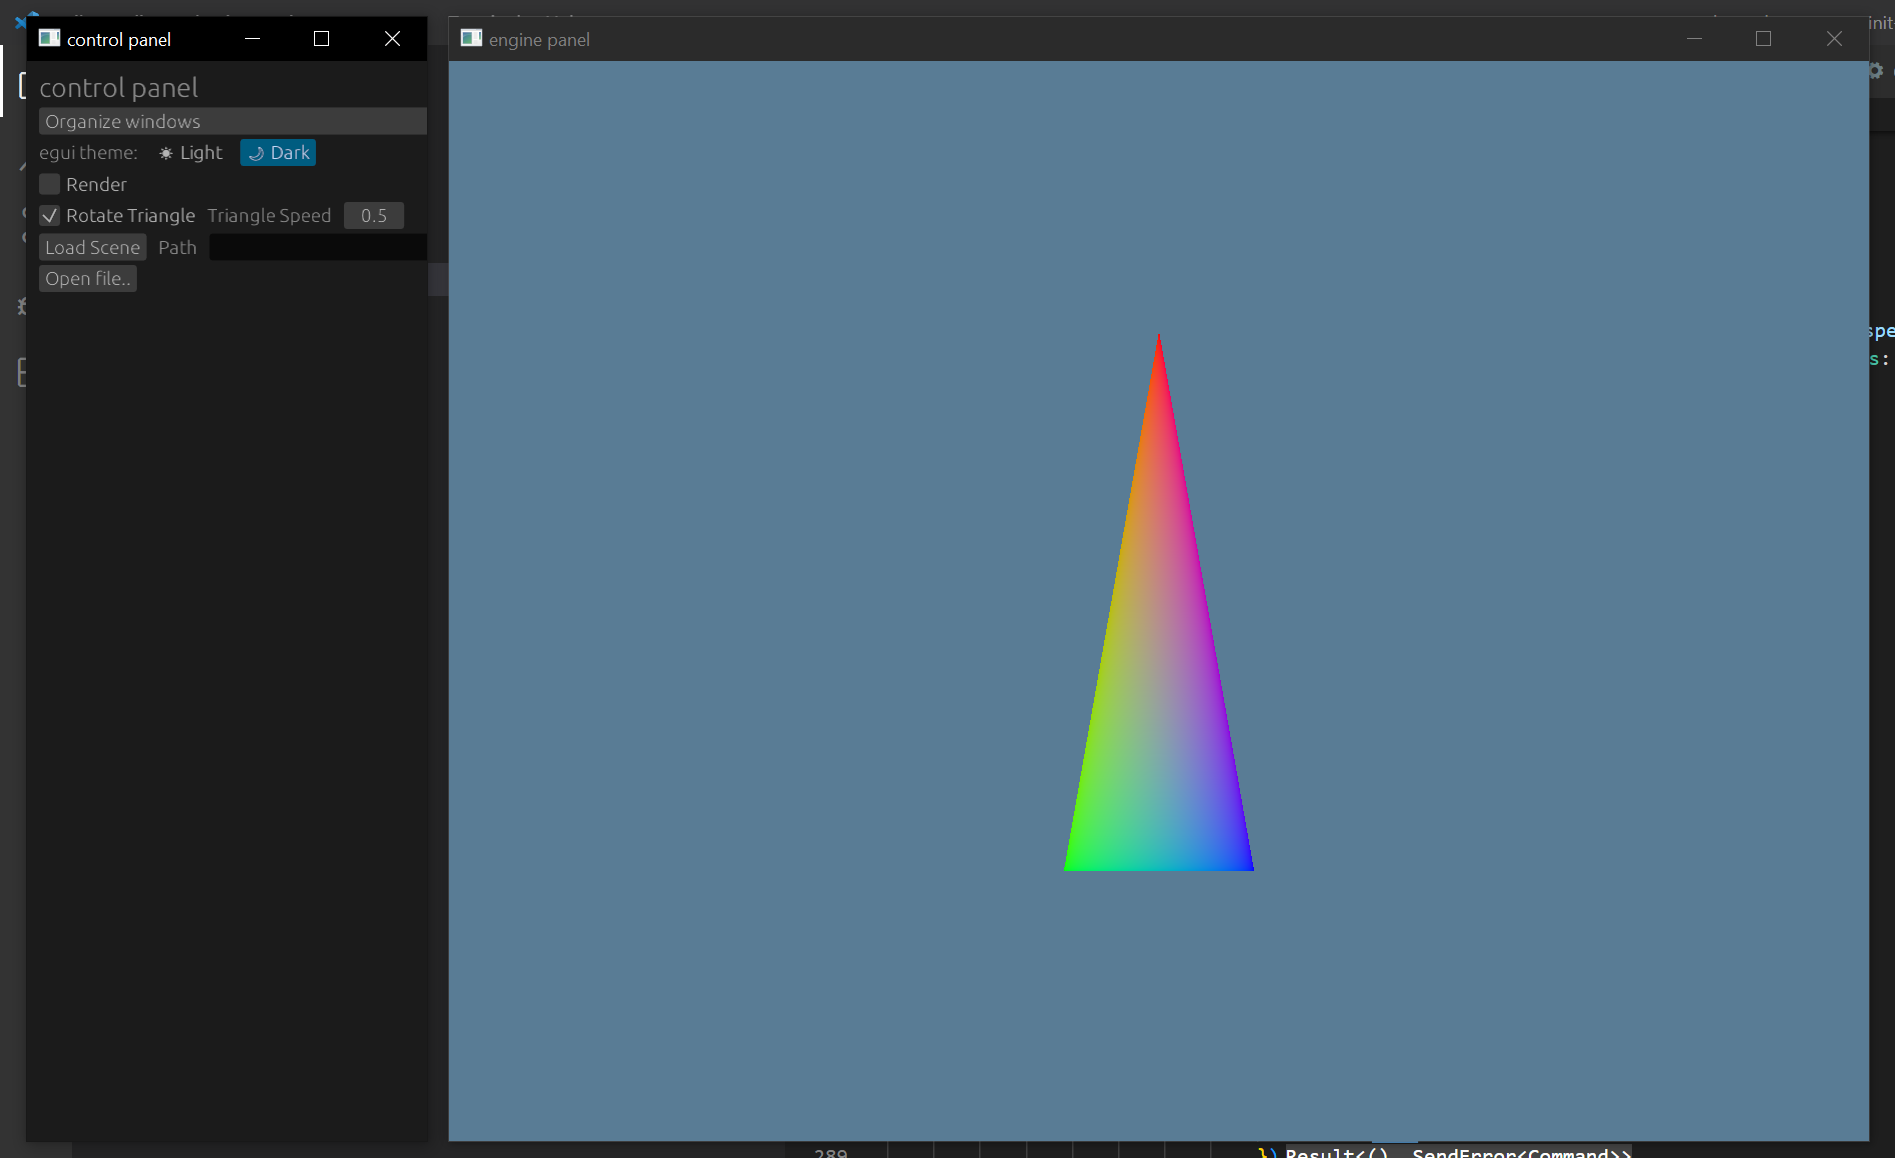 control panel
engine panel
init
control panel
Organize windows
egui theme: Light Dark
Render
Rotate Triangle Triangle Speed 0.5
Load Scene Path
Open file..
spe
s:
289
}) Result<(), SendError<Command>>